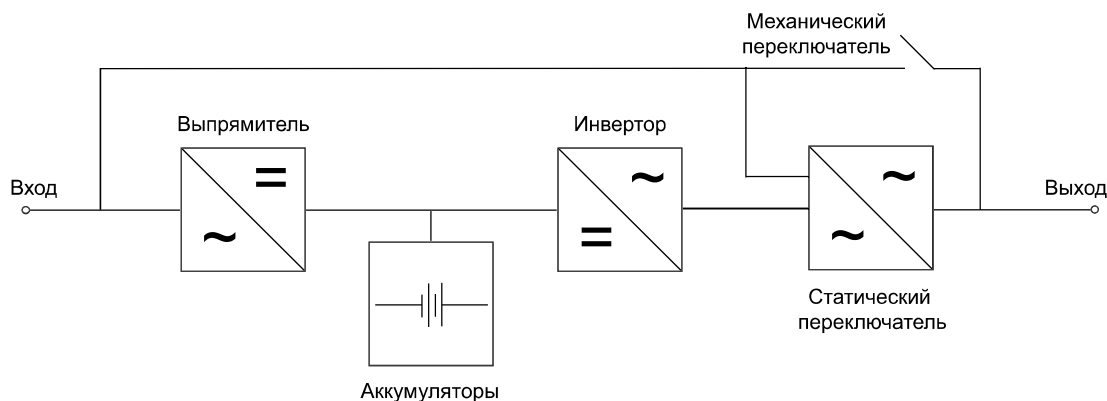 Механический
переключатель
Выпрямитель
Инвертор
=
~
~
Вход
Выход
~
=
~
Статический
переключатель
Аккумуляторы